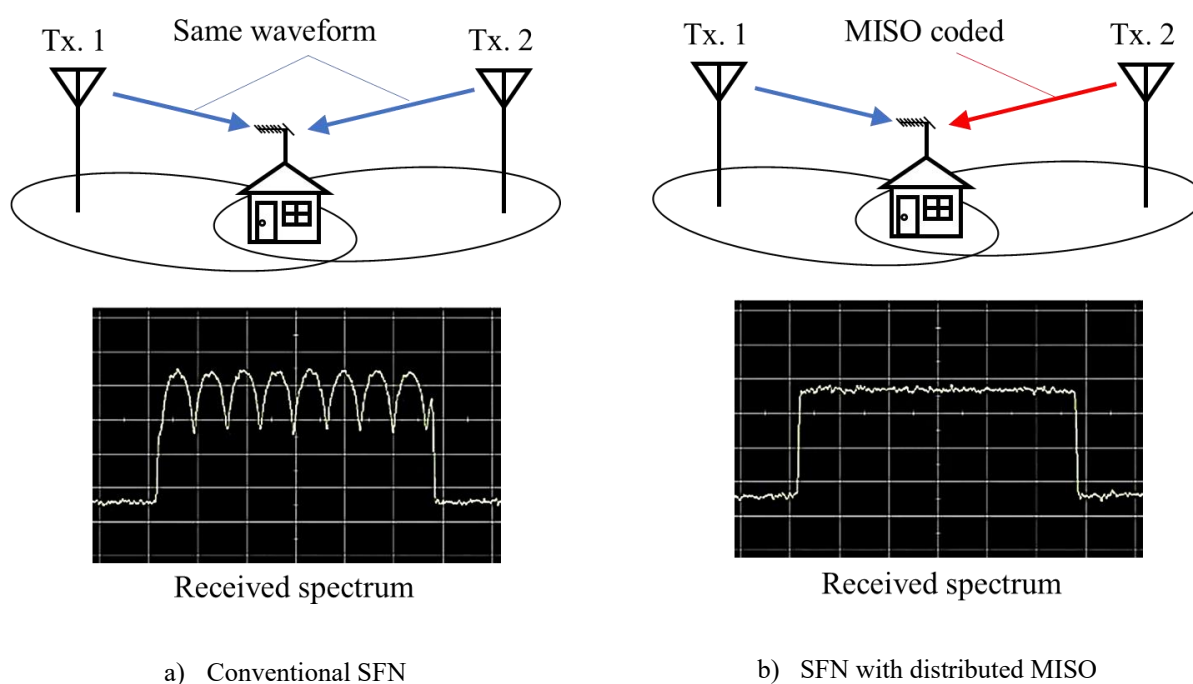 Tx. 1
Same waveform
Tx. 2
Received spectrum
a) Conventional SFN
Tx. 1
MISO coded
Tx. 2
Received spectrum
b) SFN with distributed MISO